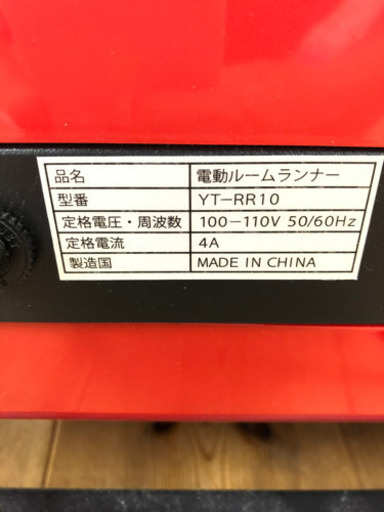 品名 電動ルームランナー
型番 YT-RR10
定格電圧・周波数 100-110V 50/60Hz
定格電流 4A
製造国 MADE IN CHINA